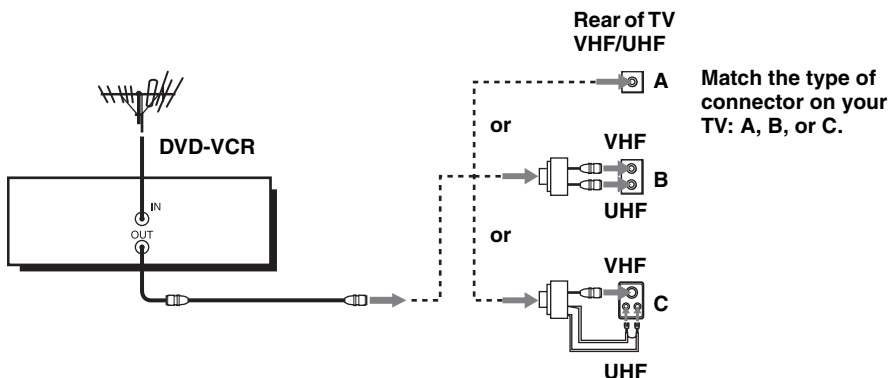 Rear of TV
VHF/UHF
A
Match the type of
connector on your
TV: A, B, or C.
or
DVD-VCR
VHF
B
UHF
IN
OUT
or
VHF
C
UHF